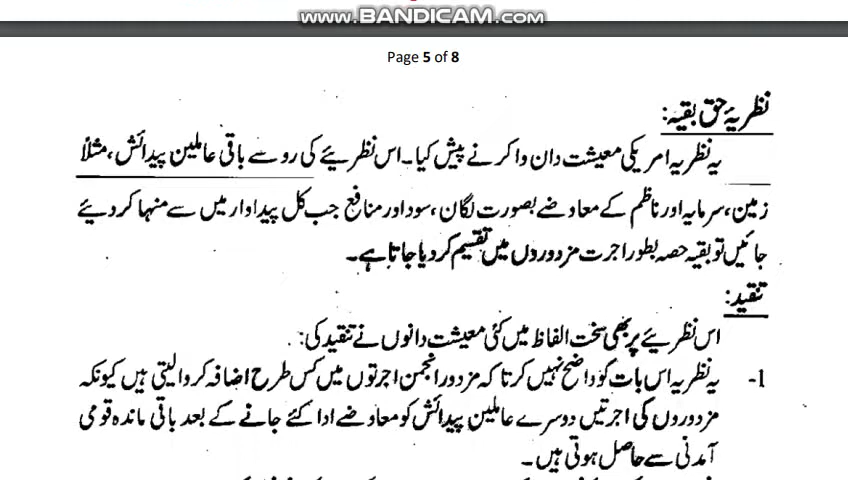 WWW.BANDICAM.COM
Page 5 of 8
نظریۂ حق بقیہ:
یہ نظریہ امریکی معیشت دان واکر نے پیش کیا۔ اس نظریئے کی رو سے باقی عاملین پیدائش، مثلاً
زمین، سرمایہ اور ناظم کے معاوضے بصورت لگان، سود اور منافع جب کل پیداوار میں سے منہا کر دیئے
جائیں تو بقیہ حصہ بطور اجرت مزدوروں میں تقسیم کر دیا جاتا ہے۔
تنقید:
اس نظریئے پر بھی سخت الفاظ میں کئی معیشت دانوں نے تنقید کی:
1- یہ نظریہ اس بات کو واضح نہیں کرتا کہ مزدور انجمن اجرتوں میں کس طرح اضافہ کروا لیتی ہیں کیونکہ
مزدوروں کی اجرتیں دوسرے عاملین پیدائش کو معاوضے ادا کئے جانے کے بعد باقی ماندہ قومی
آمدنی سے حاصل ہوتی ہیں۔